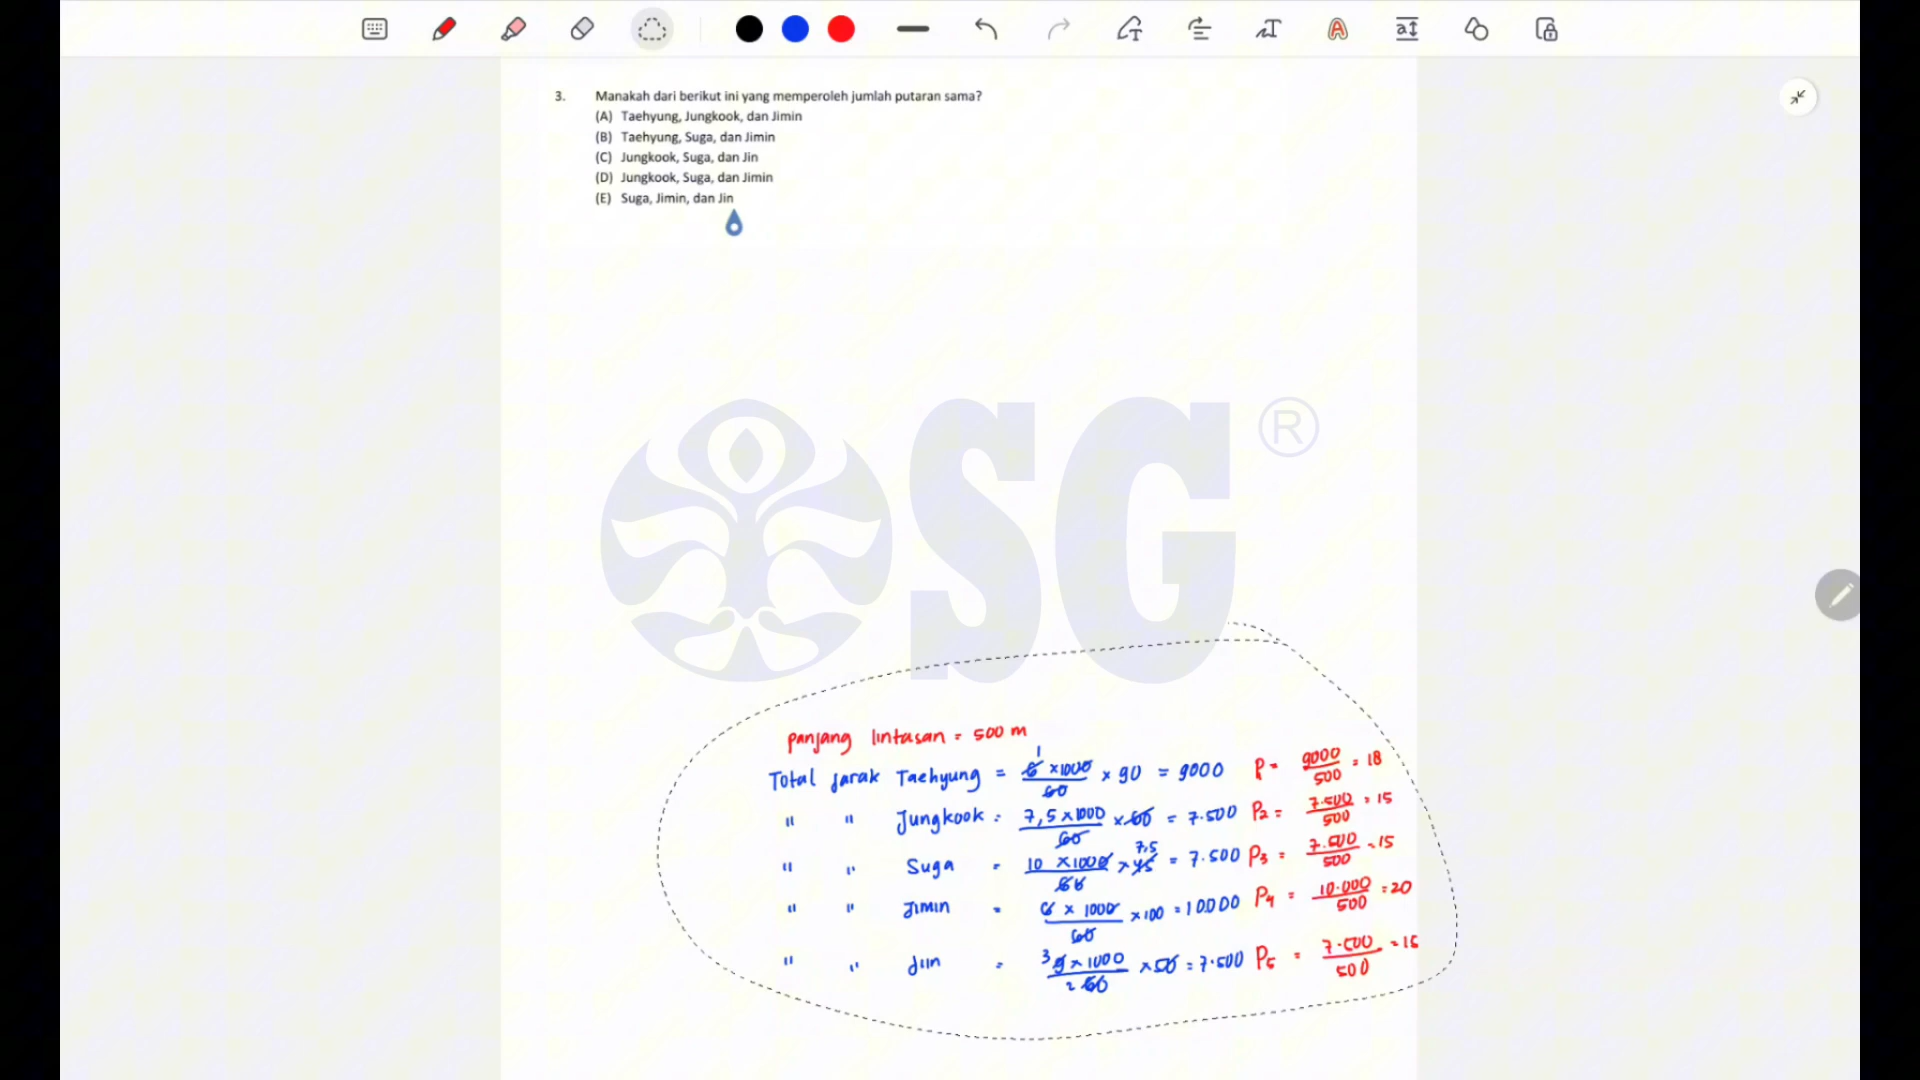 3. Manakah dari berikut ini yang memperoleh jumlah putaran sama?
(A) Taehyung, Jungkook, dan Jimin
(B) Taehyung, Suga, dan Jimin
(C) Jungkook, Suga, dan Jin
(D) Jungkook, Suga, dan Jimin
(E) Suga, Jimin, dan Jin
SG ®
panjang lintasan = 500 m
Total jarak Taehyung = 6 × 1000 / 60 × 90 = 9000 P = 9000 / 500 = 18
" " Jungkook = 7,5 × 1000 / 60 × 60 = 7.500 P2 = 7.500 / 500 = 15
" " Suga = 10 × 1000 / 60 × 45 = 7.500 P3 = 7.500 / 500 = 15
" " Jimin = 6 × 1000 / 60 × 100 = 10000 P4 = 10.000 / 500 = 20
" " Jiin = 9 × 1000 / 60 × 50 = 7.500 P5 = 7.500 / 500 = 15